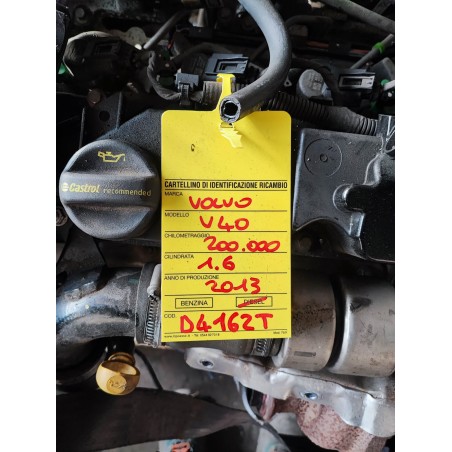 Castrol recommended
CARTELLINO DI IDENTIFICAZIONE RICAMBIO
MARCA
VOLVO
MODELLO
V40
CHILOMETRAGGIO
200.000
CILINDRATA
1.6
ANNO DI PRODUZIONE
2013
BENZINA
DIESEL
COD.
D4162T